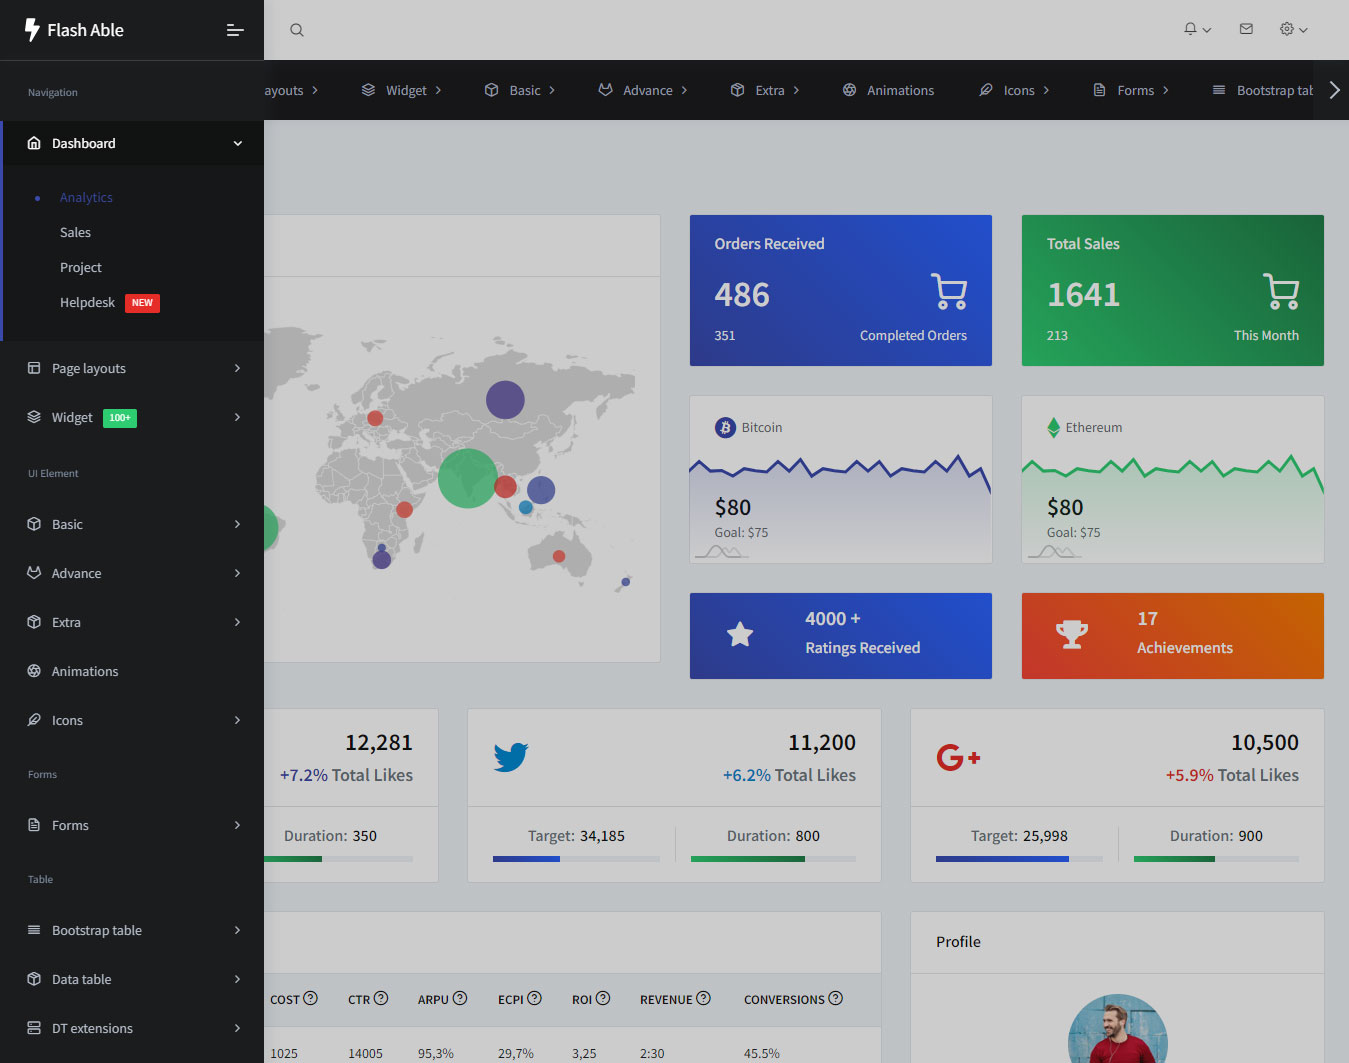 Flash Able
Navigation
Dashboard
Analytics
Sales
Project
Helpdesk NEW
Page layouts
Widget 100+
UI Element
Basic
Advance
Extra
Animations
Icons
Forms
Forms
Table
Bootstrap table
Data table
DT extensions
ayouts Widget Basic Advance Extra Animations Icons Forms Bootstrap tab
Orders Received
486
351 Completed Orders
Total Sales
1641
213 This Month
Bitcoin
$80
Goal: $75
Ethereum
$80
Goal: $75
4000 +
Ratings Received
17
Achievements
12,281
+7.2% Total Likes
Duration: 350
11,200
+6.2% Total Likes
Target: 34,185 Duration: 800
G+ 10,500
+5.9% Total Likes
Target: 25,998 Duration: 900
COST CTR ARPU ECPI ROI REVENUE CONVERSIONS
1025 14005 95,3% 29,7% 3,25 2:30 45.5%
Profile